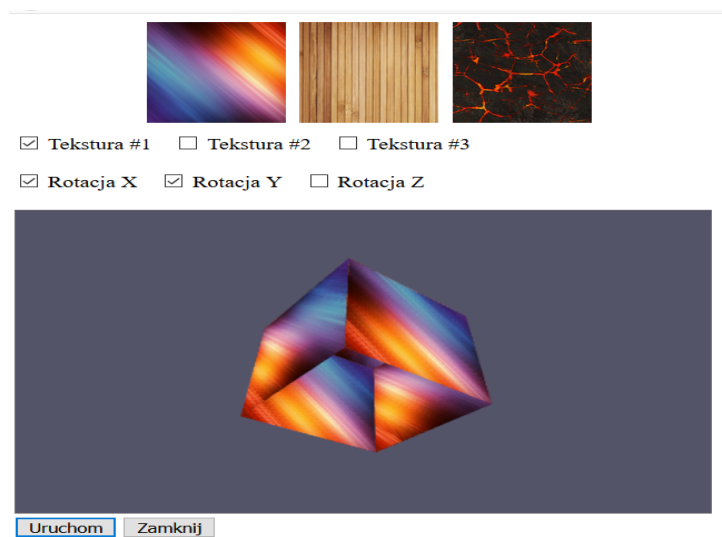 Tekstura #1 Tekstura #2 Tekstura #3
Rotacja X Rotacja Y Rotacja Z
Uruchom Zamknij